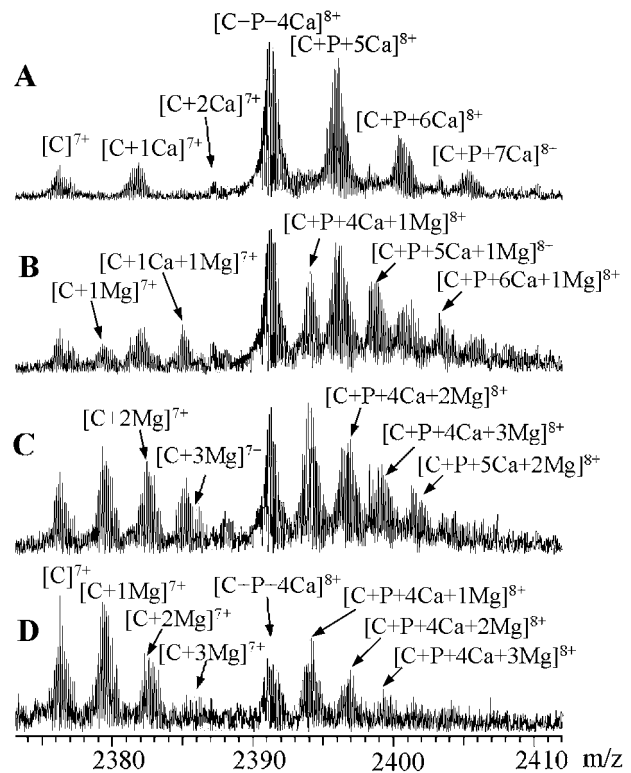 [C−P−4Ca]8+
[C+P+5Ca]8+
A
[C+2Ca]7+
[C+P+6Ca]8+
[C]7+
[C+1Ca]7+
[C+P+7Ca]8−
[C+P+4Ca+1Mg]8+
B
[C+1Ca+1Mg]7+
[C+P+5Ca+1Mg]8−
[C+1Mg]7+
[C+P+6Ca+1Mg]8+
[C+P+4Ca+2Mg]8+
C
[C+2Mg]7+
[C+P+4Ca+3Mg]8+
[C+3Mg]7−
[C+P+5Ca+2Mg]8+
[C]7+
[C+1Mg]7+
[C−P−4Ca]8+
[C+P+4Ca+1Mg]8+
D
[C+2Mg]7+
[C+P+4Ca+2Mg]8+
[C+3Mg]7+
[C+P+4Ca+3Mg]8+
2380 2390 2400 2410 m/z